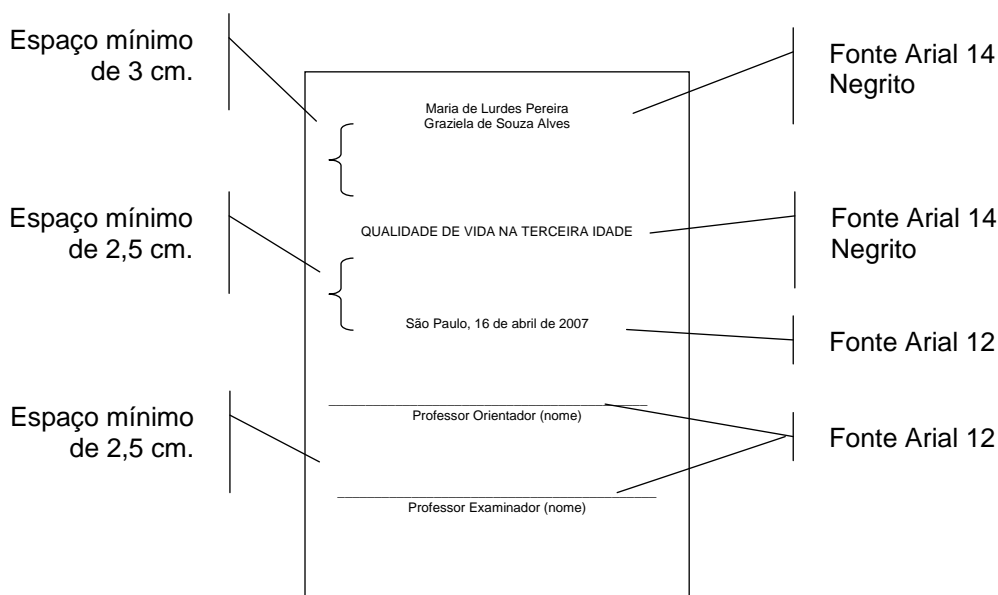 Espaço mínimo
de 3 cm.
Fonte Arial 14
Negrito
Maria de Lurdes Pereira
Graziela de Souza Alves
Espaço mínimo
de 2,5 cm.
QUALIDADE DE VIDA NA TERCEIRA IDADE
Fonte Arial 14
Negrito
São Paulo, 16 de abril de 2007
Fonte Arial 12
Espaço mínimo
de 2,5 cm.
Professor Orientador (nome)
Fonte Arial 12
Professor Examinador (nome)